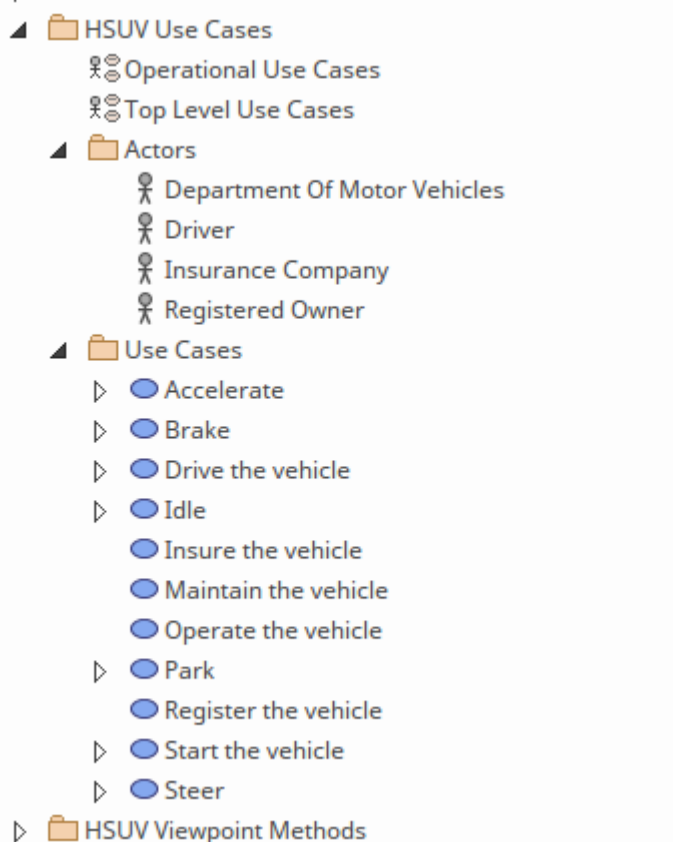 HSUV Use Cases
Operational Use Cases
Top Level Use Cases
Actors
Department Of Motor Vehicles
Driver
Insurance Company
Registered Owner
Use Cases
Accelerate
Brake
Drive the vehicle
Idle
Insure the vehicle
Maintain the vehicle
Operate the vehicle
Park
Register the vehicle
Start the vehicle
Steer
HSUV Viewpoint Methods